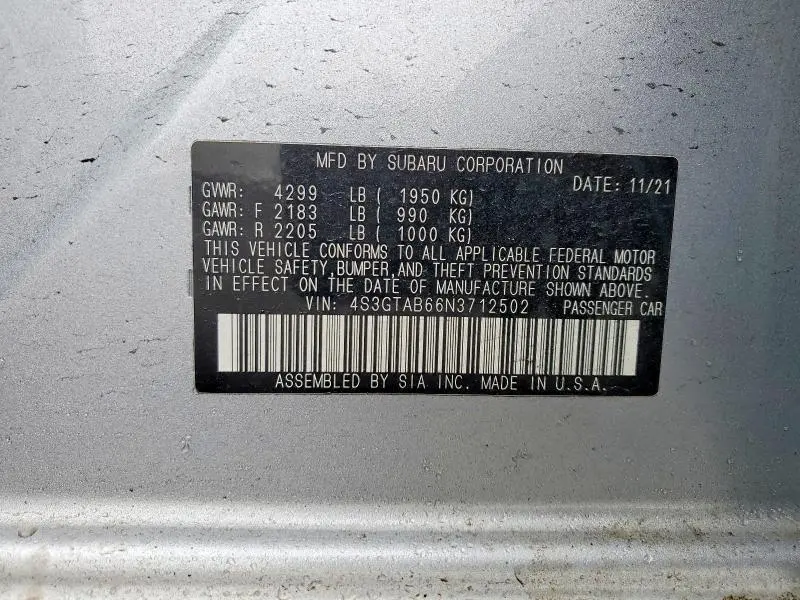 MFD BY SUBARU CORPORATION
DATE: 11/21
GVWR: 4299 LB ( 1950 KG)
GAWR: F 2183 LB ( 990 KG)
GAWR: R 2205 LB ( 1000 KG)
THIS VEHICLE CONFORMS TO ALL APPLICABLE FEDERAL MOTOR
VEHICLE SAFETY,BUMPER,AND THEFT PREVENTION STANDARDS
IN EFFECT ON THE DATE OF MANUFACTURE SHOWN ABOVE.
VIN: 4S3GTAB66N3712502 PASSENGER CAR
ASSEMBLED BY SIA INC. MADE IN U.S.A.